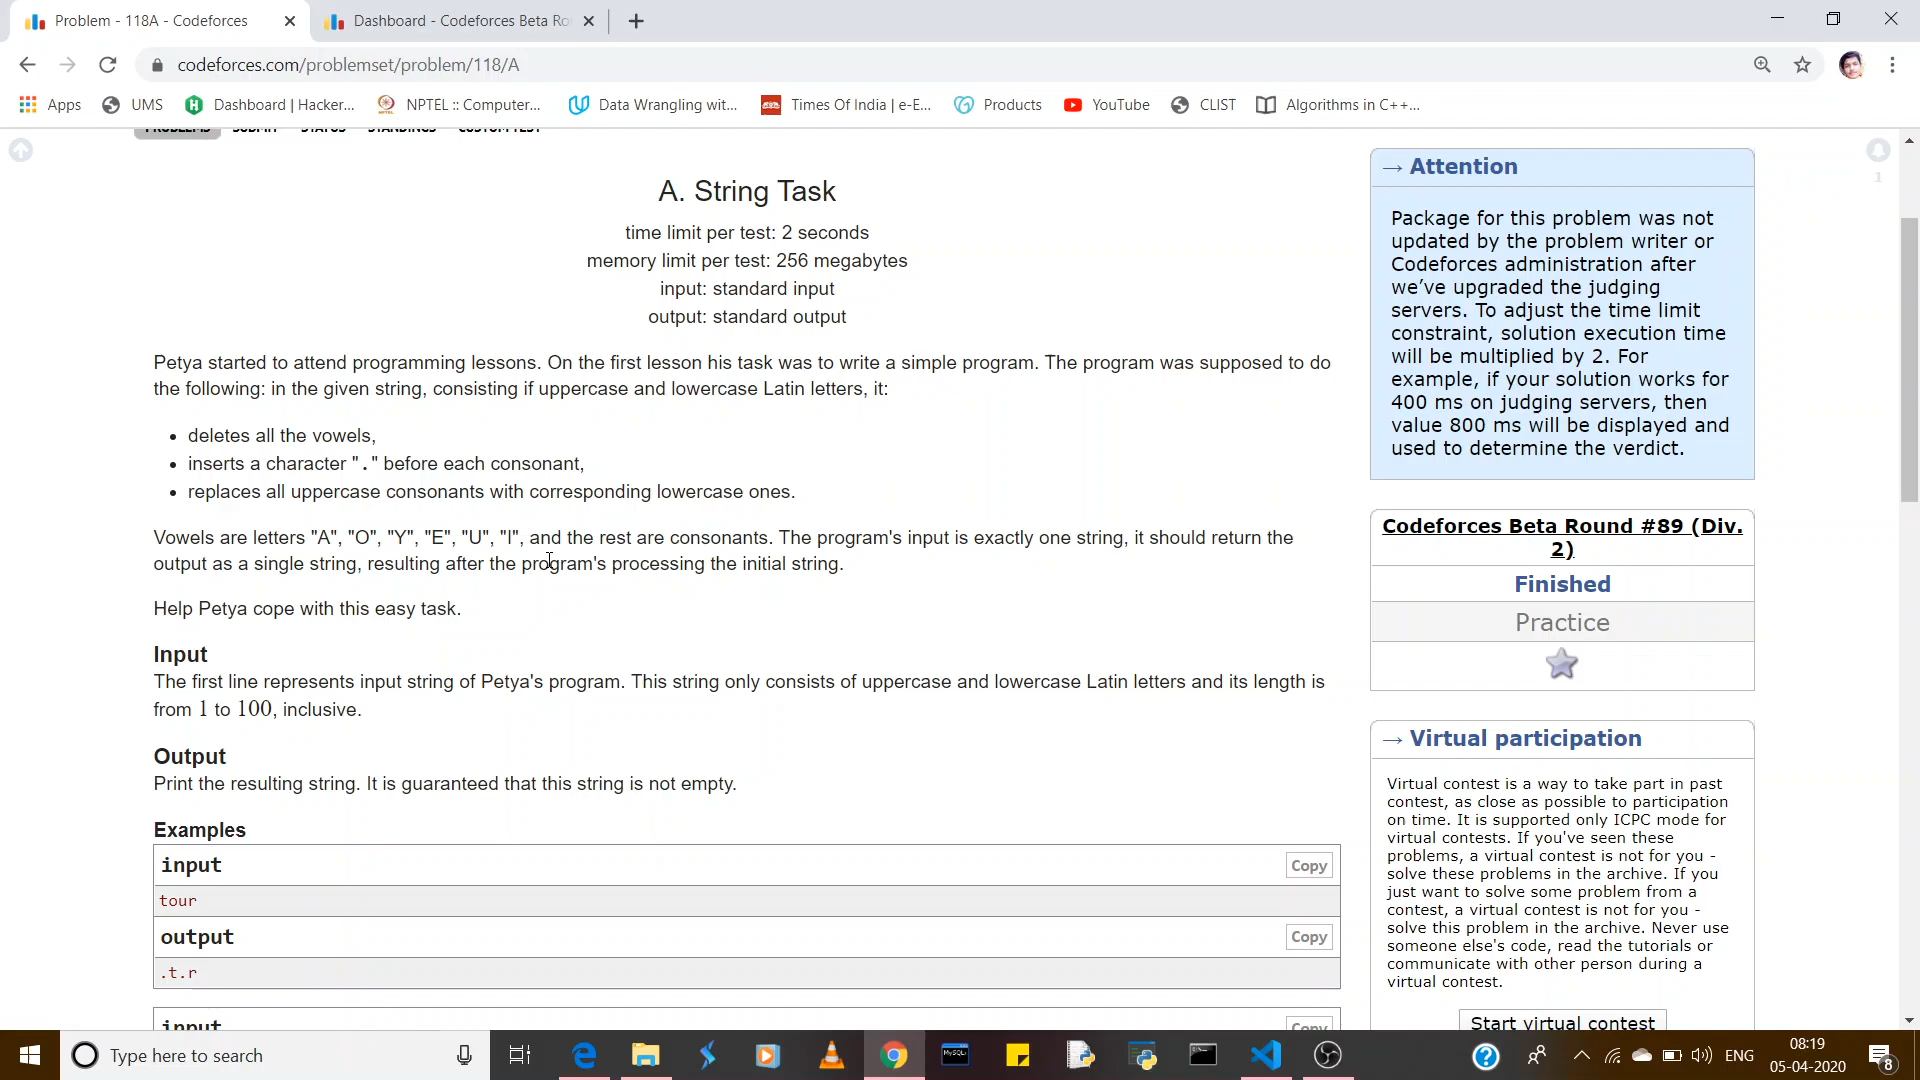 Problem - 118A - Codeforces
Dashboard - Codeforces Beta Ro
codeforces.com/problemset/problem/118/A
Apps UMS Dashboard | Hacker... NPTEL :: Computer... Data Wrangling wit... Times Of India | e-E... Products YouTube CLIST Algorithms in C++...
PROBLEMS SUBMIT STATUS STANDINGS CUSTOM TEST
A. String Task
time limit per test: 2 seconds
memory limit per test: 256 megabytes
input: standard input
output: standard output
Petya started to attend programming lessons. On the first lesson his task was to write a simple program. The program was supposed to do
the following: in the given string, consisting if uppercase and lowercase Latin letters, it:
• deletes all the vowels,
• inserts a character "." before each consonant,
• replaces all uppercase consonants with corresponding lowercase ones.
Vowels are letters "A", "O", "Y", "E", "U", "I", and the rest are consonants. The program's input is exactly one string, it should return the
output as a single string, resulting after the program's processing the initial string.
Help Petya cope with this easy task.
Input
The first line represents input string of Petya's program. This string only consists of uppercase and lowercase Latin letters and its length is
from 1 to 100, inclusive.
Output
Print the resulting string. It is guaranteed that this string is not empty.
Examples
input
Copy
tour
output
Copy
.t.r
input
Copy
→ Attention
Package for this problem was not
updated by the problem writer or
Codeforces administration after
we’ve upgraded the judging
servers. To adjust the time limit
constraint, solution execution time
will be multiplied by 2. For
example, if your solution works for
400 ms on judging servers, then
value 800 ms will be displayed and
used to determine the verdict.
Codeforces Beta Round #89 (Div.
2)
Finished
Practice
→ Virtual participation
Virtual contest is a way to take part in past
contest, as close as possible to participation
on time. It is supported only ICPC mode for
virtual contests. If you've seen these
problems, a virtual contest is not for you -
solve these problems in the archive. If you
just want to solve some problem from a
contest, a virtual contest is not for you -
solve this problem in the archive. Never use
someone else's code, read the tutorials or
communicate with other person during a
virtual contest.
Start virtual contest
1
Type here to search
MySQL
ENG
08:19
05-04-2020
8